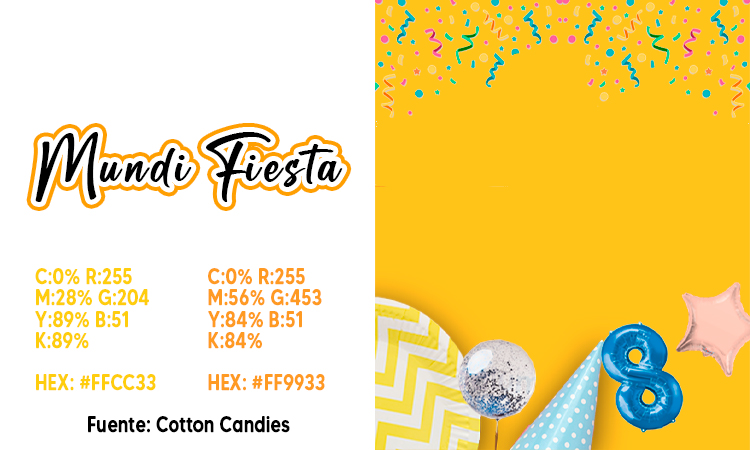 Mundi Fiesta
C:0% R:255
M:28% G:204
Y:89% B:51
K:89%
HEX: #FFCC33
C:0% R:255
M:56% G:453
Y:84% B:51
K:84%
HEX: #FF9933
Fuente: Cotton Candies
8